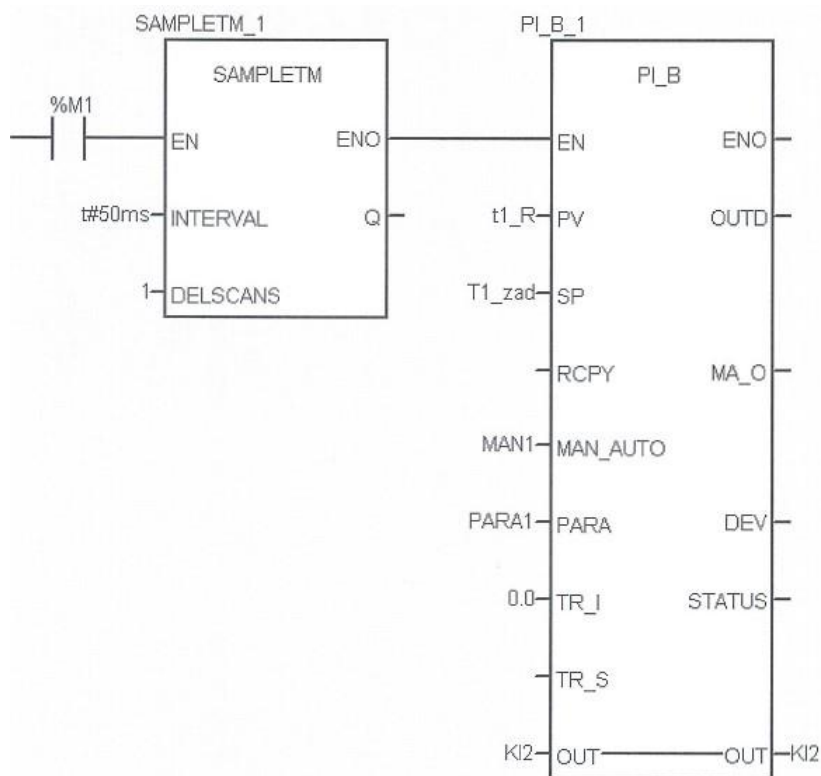 SAMPLETM_1
PI_B_1
SAMPLETM
PI_B
%M1
EN ENO
EN ENO
t#50ms INTERVAL Q
t1_R PV OUTD
1 DELSCANS
T1_zad SP
RCPY MA_O
MAN1 MAN_AUTO
PARA1 PARA DEV
0.0 TR_I STATUS
TR_S
KI2 OUT OUT KI2